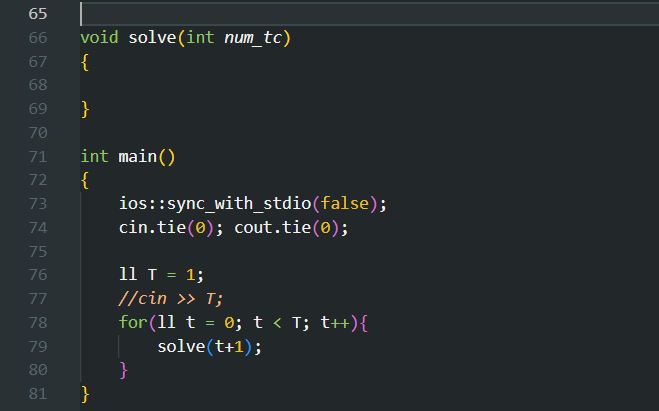 65
66 void solve(int num_tc)
67 {
68
69 }
70
71 int main()
72 {
73 ios::sync_with_stdio(false);
74 cin.tie(0); cout.tie(0);
75
76 ll T = 1;
77 //cin >> T;
78 for(ll t = 0; t < T; t++){
79 solve(t+1);
80 }
81 }